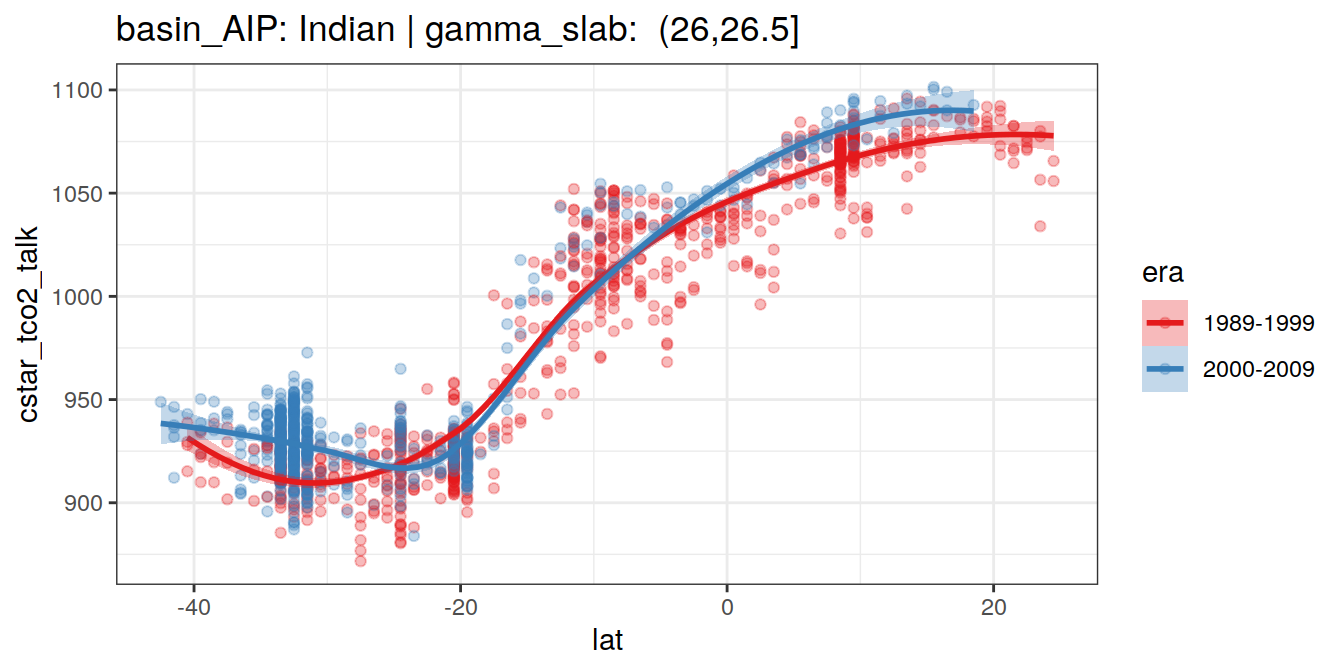 basin_AIP: Indian | gamma_slab:  (26,26.5]
cstar_tco2_talk
1100
1050
1000
950
900
-40
-20
0
20
lat
era
1989-1999
2000-2009